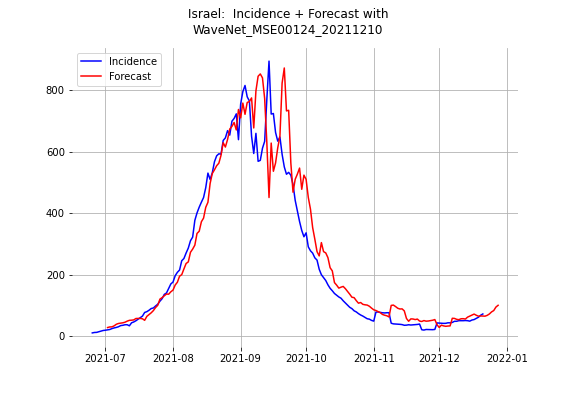 Israel:  Incidence + Forecast with
WaveNet_MSE00124_20211210
Incidence
Forecast
800
600
400
200
0
2021-07 2021-08 2021-09 2021-10 2021-11 2021-12 2022-01